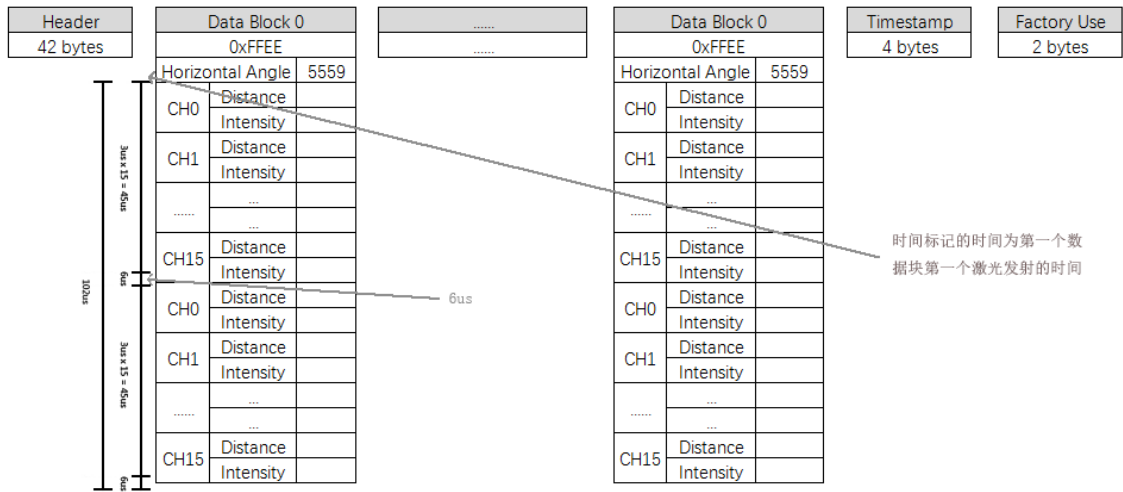 Header
42 bytes
Data Block 0
0xFFEE
Horizontal Angle 5559
CH0 Distance
Intensity
CH1 Distance
Intensity
...... ...
...
CH15 Distance
Intensity
CH0 Distance
Intensity
CH1 Distance
Intensity
...... ...
...
CH15 Distance
Intensity
102us
3us x 15 = 45us
6us
3us x 15 = 45us
6us
6us
......
......
Data Block 0
0xFFEE
Horizontal Angle 5559
CH0 Distance
Intensity
CH1 Distance
Intensity
...... ...
...
CH15 Distance
Intensity
CH0 Distance
Intensity
CH1 Distance
Intensity
...... ...
...
CH15 Distance
Intensity
Timestamp
4 bytes
Factory Use
2 bytes
时间标记的时间为第一个数
据块第一个激光发射的时间